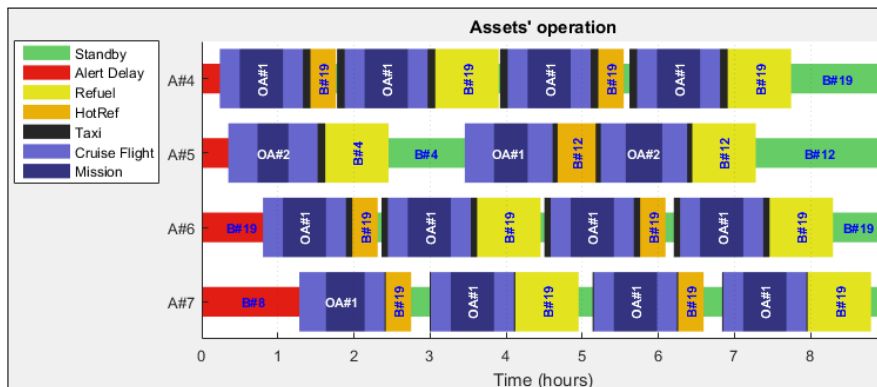 Assets' operation
Standby
Alert Delay
Refuel
HotRef
Taxi
Cruise Flight
Mission
A#4
OA#1
B#19
OA#1
B#19
OA#1
B#19
OA#1
B#19
B#19
A#5
OA#2
B#4
B#4
OA#1
B#12
OA#2
B#12
B#12
A#6
B#19
OA#1
B#19
OA#1
B#19
OA#1
B#19
OA#1
B#19
B#19
A#7
B#8
OA#1
B#19
OA#1
B#19
OA#1
B#19
OA#1
B#19
0 1 2 3 4 5 6 7 8
Time (hours)